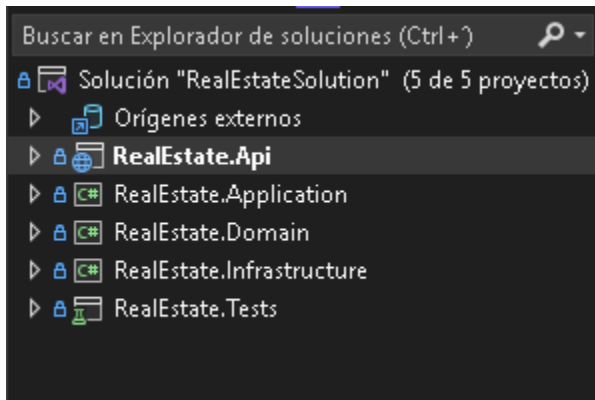 Buscar en Explorador de soluciones (Ctrl+´)
Solución "RealEstateSolution" (5 de 5 proyectos)
Orígenes externos
RealEstate.Api
C# RealEstate.Application
C# RealEstate.Domain
C# RealEstate.Infrastructure
RealEstate.Tests